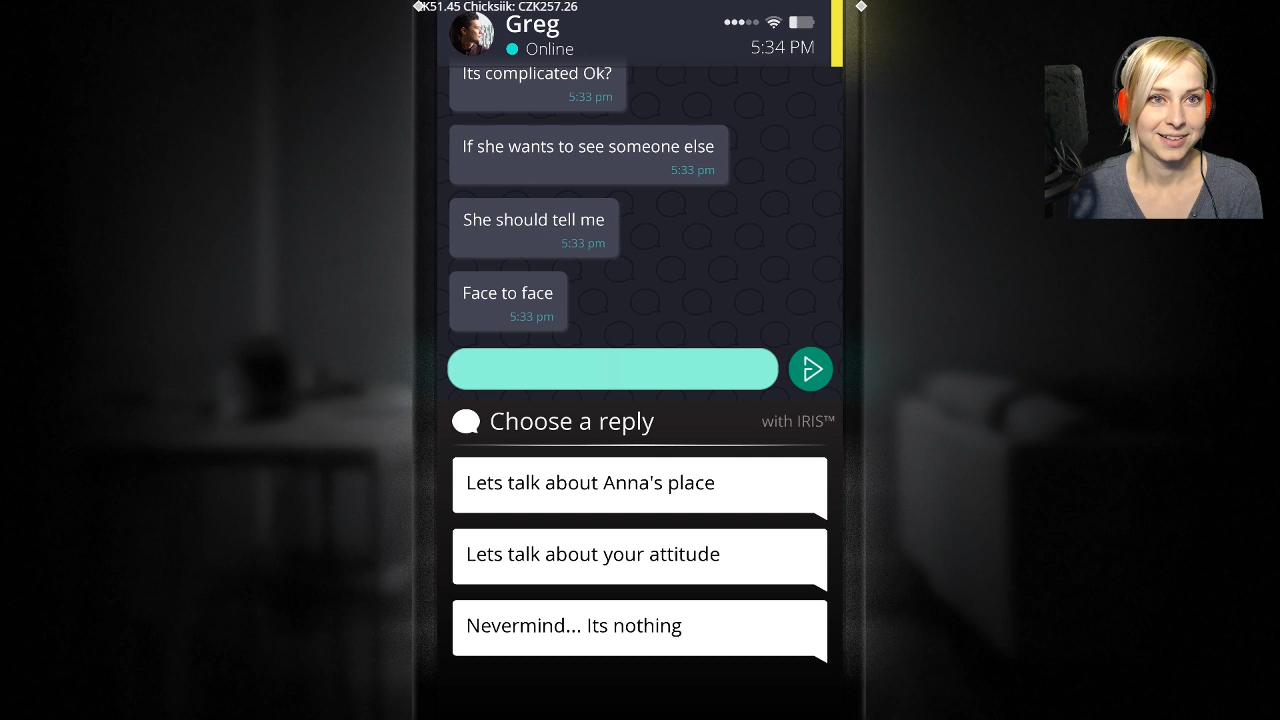 K51.45 Chicksiik: CZK257.26
Greg
Online
5:34 PM
Its complicated Ok?
5:33 pm
If she wants to see someone else
5:33 pm
She should tell me
5:33 pm
Face to face
5:33 pm
Choose a reply
with IRIS™
Lets talk about Anna's place
Lets talk about your attitude
Nevermind... Its nothing